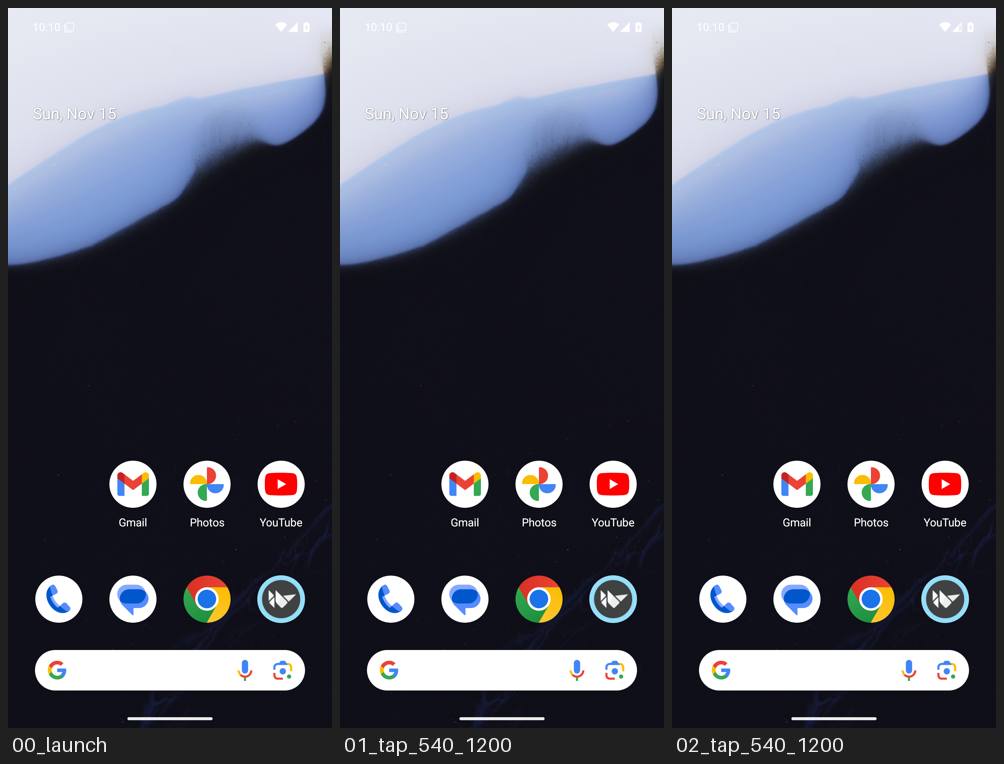 10:10
Sun, Nov 15
Gmail Photos YouTube
00_launch
10:10
Sun, Nov 15
Gmail Photos YouTube
01_tap_540_1200
10:10
Sun, Nov 15
Gmail Photos YouTube
02_tap_540_1200